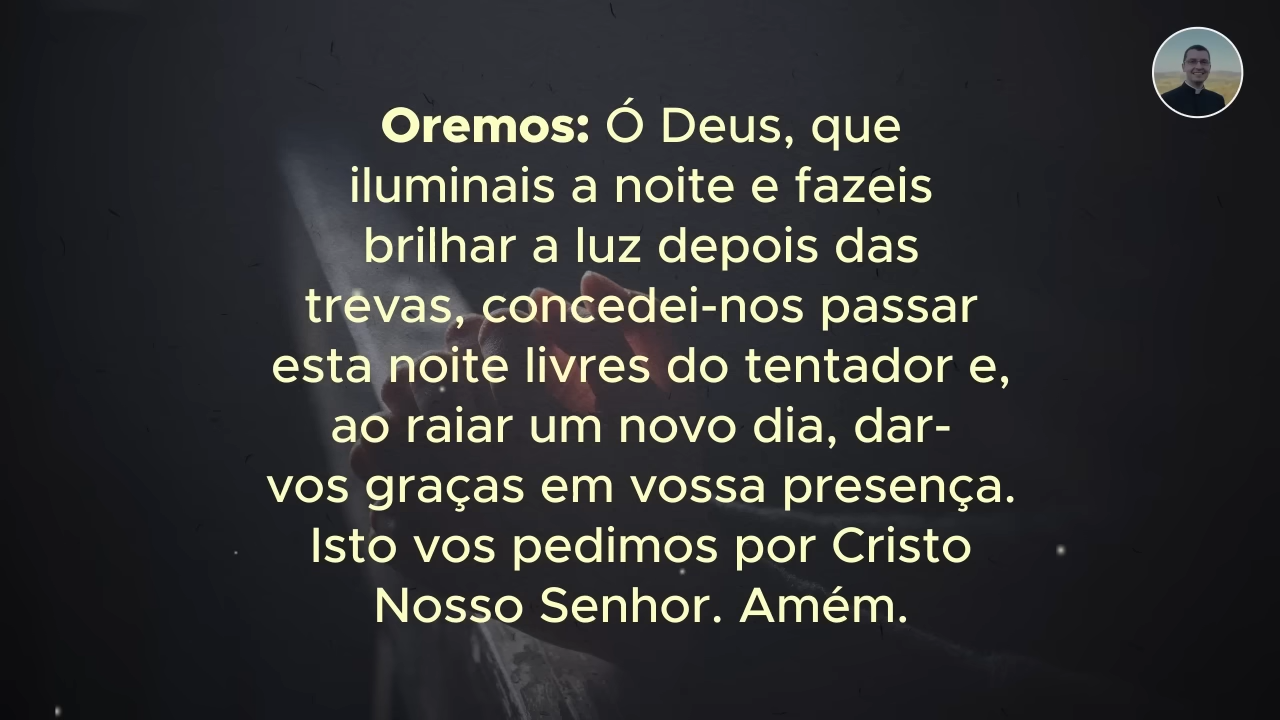 Oremos: Ó Deus, que
iluminais a noite e fazeis
brilhar a luz depois das
trevas, concedei-nos passar
esta noite livres do tentador e,
ao raiar um novo dia, dar-
vos graças em vossa presença.
Isto vos pedimos por Cristo
Nosso Senhor. Amém.